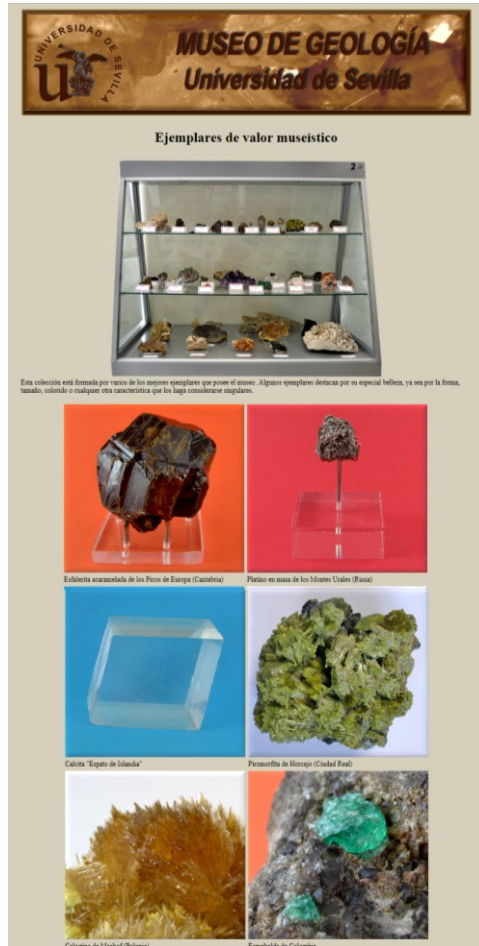 UNIVERSIDAD DE SEVILLA
MUSEO DE GEOLOGÍA
Universidad de Sevilla
Ejemplares de valor museístico
2
Esta colección está formada por varios de los mejores ejemplares que posee el museo. Algunos ejemplares destacan por su especial belleza, ya sea por la forma,
tamaño, colorido o cualquier otra característica que los haga considerarse singulares.
Esfalerita acaramelada de los Picos de Europa (Cantabria)
Platino en masa de los Montes Urales (Rusia)
Calcita "Espato de Islandia"
Piromorfita de Horcajo (Ciudad Real)